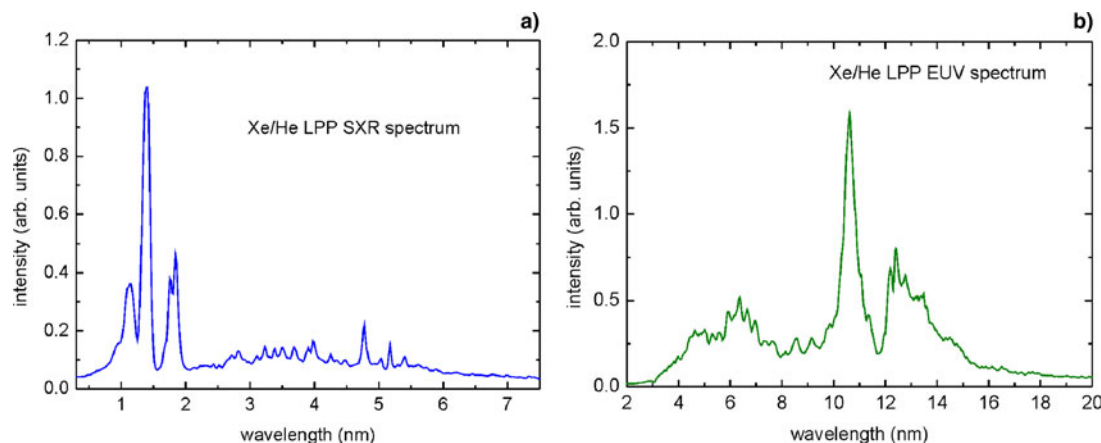 a)
1.2
1.0
0.8
0.6
0.4
0.2
0.0
intensity (arb. units)
Xe/He LPP SXR spectrum
1 2 3 4 5 6 7
wavelength (nm)
b)
2.0
1.5
1.0
0.5
0.0
intensity (arb. units)
Xe/He LPP EUV spectrum
2 4 6 8 10 12 14 16 18 20
wavelength (nm)